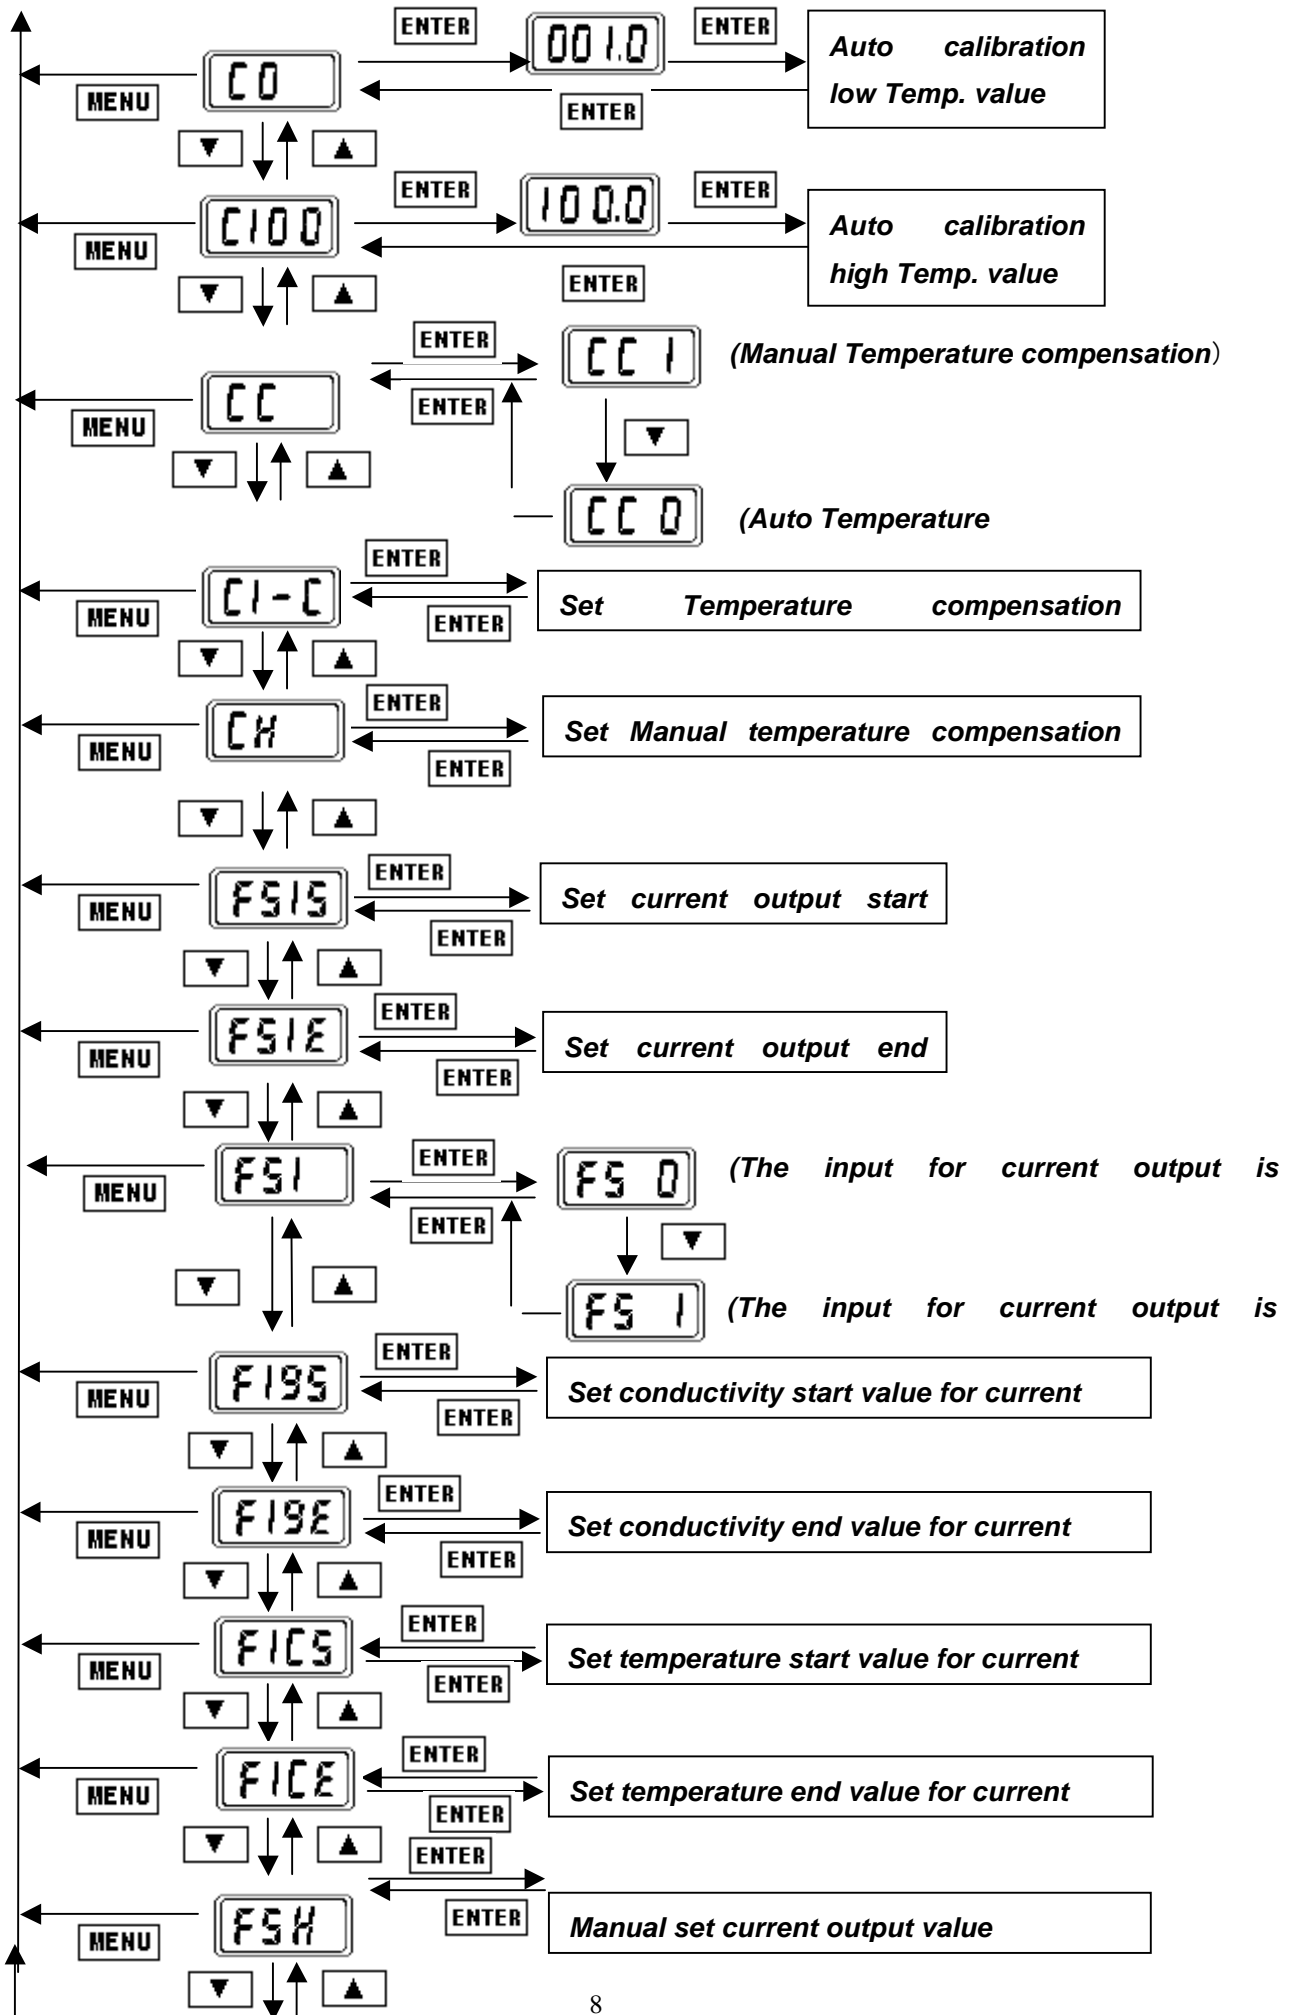 ENTER 001.0 ENTER Auto calibration
C0 low Temp. value
MENU ENTER
▼ ▲
ENTER 100.0 ENTER Auto calibration
C100 high Temp. value
MENU ENTER
▼ ▲
ENTER CC 1 (Manual Temperature compensation)
CC ENTER
MENU ▼
▼ ▲
CC 0 (Auto Temperature
ENTER
C1-C Set Temperature compensation
MENU ENTER
▼ ▲
ENTER
CH Set Manual temperature compensation
MENU ENTER
▼ ▲
ENTER
FS1S Set current output start
MENU ENTER
▼ ▲
ENTER
FS1E Set current output end
MENU ENTER
▼ ▲
ENTER
FS1 FS 0 (The input for current output is
MENU ENTER
▼
▼ ▲
FS 1 (The input for current output is
ENTER
F19S Set conductivity start value for current
MENU ENTER
▼ ▲
ENTER
F19E Set conductivity end value for current
MENU ENTER
▼ ▲
ENTER
F1CS Set temperature start value for current
MENU ENTER
▼ ▲
ENTER
F1CE Set temperature end value for current
MENU ENTER
▼ ▲
ENTER
FSH ENTER Manual set current output value
MENU
▼ ▲
8